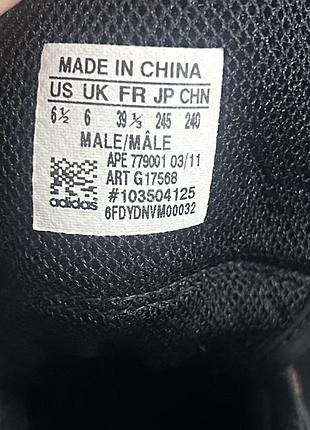 MADE IN CHINA
US UK FR JP CHN
6½ 6 39⅓ 245 240
MALE/MÂLE
APE 779001 03/11
ART G17568
#103504125
adidas 6FDYDNVM00032